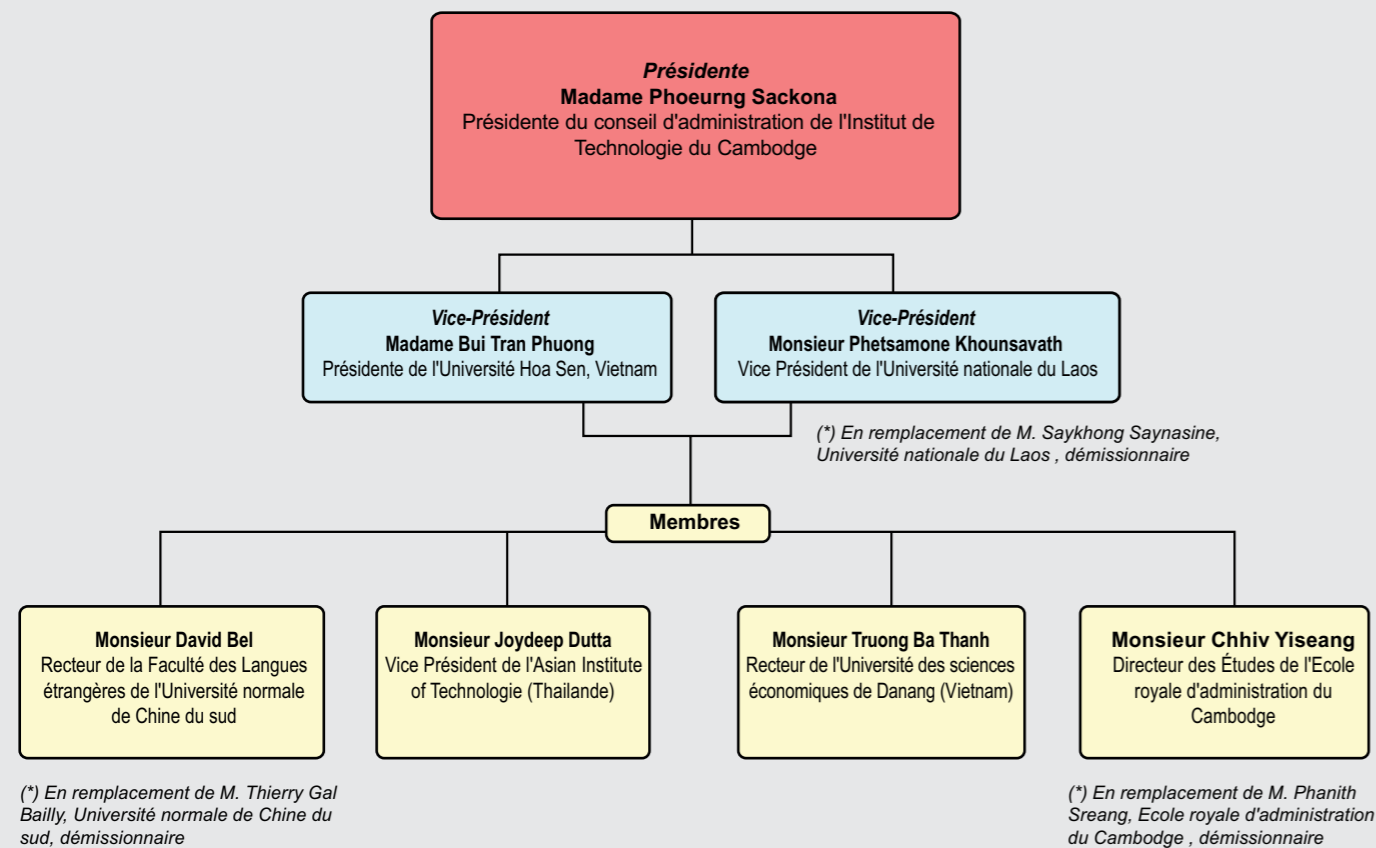 Présidente
Madame Phoeurng Sackona
Présidente du conseil d'administration de l'Institut de
Technologie du Cambodge
Vice-Président
Madame Bui Tran Phuong
Présidente de l'Université Hoa Sen, Vietnam
Vice-Président
Monsieur Phetsamone Khounsavath
Vice Président de l'Université nationale du Laos
(*) En remplacement de M. Saykhong Saynasine,
Université nationale du Laos , démissionnaire
Membres
Monsieur David Bel
Recteur de la Faculté des Langues
étrangères de l'Université normale
de Chine du sud
Monsieur Joydeep Dutta
Vice Président de l'Asian Institute
of Technologie (Thailande)
Monsieur Truong Ba Thanh
Recteur de l'Université des sciences
économiques de Danang (Vietnam)
Monsieur Chhiv Yiseang
Directeur des Études de l'Ecole
royale d'administration du
Cambodge
(*) En remplacement de M. Thierry Gal
Bailly, Université normale de Chine du
sud, démissionnaire
(*) En remplacement de M. Phanith
Sreang, Ecole royale d'administration
du Cambodge , démissionnaire